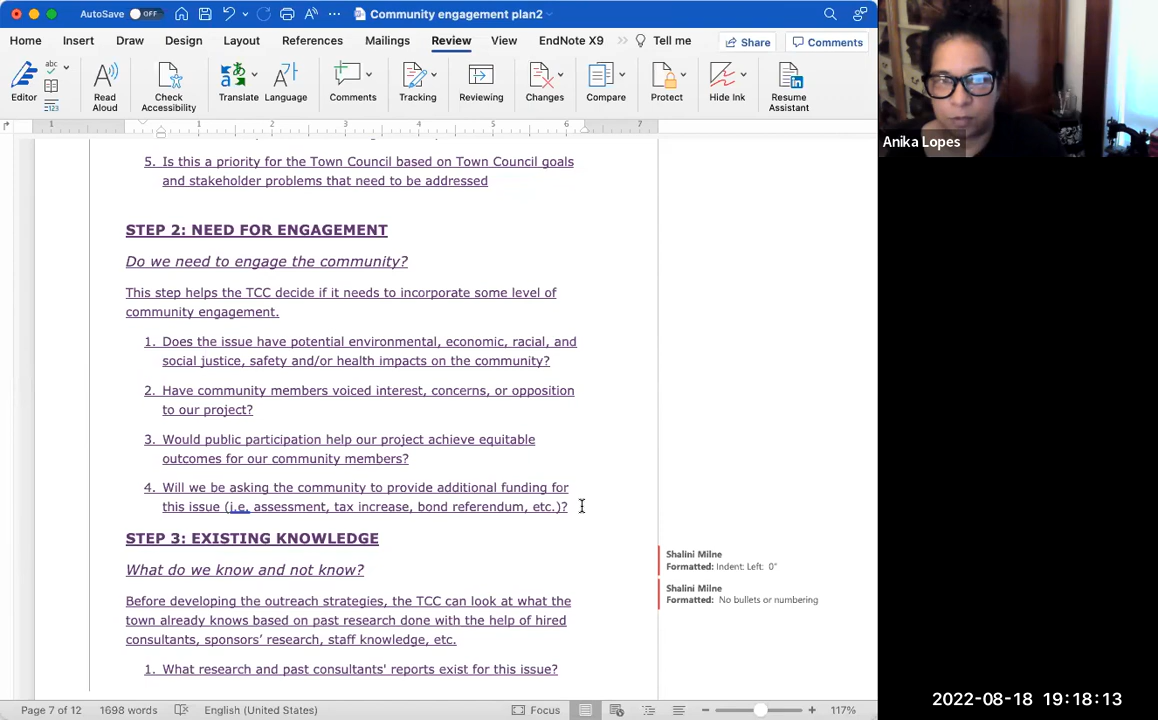 AutoSave OFF
Community engagement plan2
Home Insert Draw Design Layout References Mailings Review View EndNote X9 Tell me Share Comments
Editor
Read Aloud
Check Accessibility
Translate
Language
Comments
Tracking
Reviewing
Changes
Compare
Protect
Hide Ink
Resume Assistant
1 1 2 3 4 5 6 7
5. Is this a priority for the Town Council based on Town Council goals
and stakeholder problems that need to be addressed
STEP 2: NEED FOR ENGAGEMENT
Do we need to engage the community?
This step helps the TCC decide if it needs to incorporate some level of
community engagement.
1. Does the issue have potential environmental, economic, racial, and
social justice, safety and/or health impacts on the community?
2. Have community members voiced interest, concerns, or opposition
to our project?
3. Would public participation help our project achieve equitable
outcomes for our community members?
4. Will we be asking the community to provide additional funding for
this issue (i.e. assessment, tax increase, bond referendum, etc.)?
STEP 3: EXISTING KNOWLEDGE
What do we know and not know?
Before developing the outreach strategies, the TCC can look at what the
town already knows based on past research done with the help of hired
consultants, sponsors’ research, staff knowledge, etc.
1. What research and past consultants' reports exist for this issue?
Shalini Milne
Formatted: Indent: Left: 0"
Shalini Milne
Formatted: No bullets or numbering
Page 7 of 12 1698 words English (United States) Focus 117%
Anika Lopes
2022-08-18 19:18:13